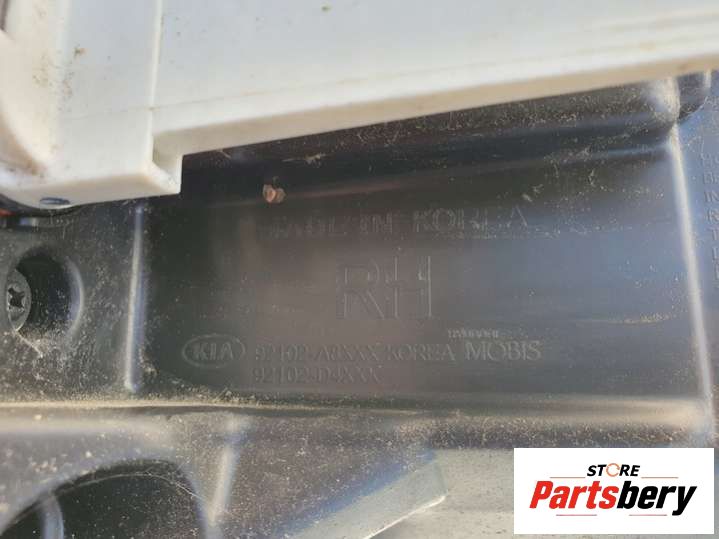 MADE IN KOREA
RH
KIA 92102-A8XXX KOREA MOBIS
92102-D4XXX
STORE
Partsbery